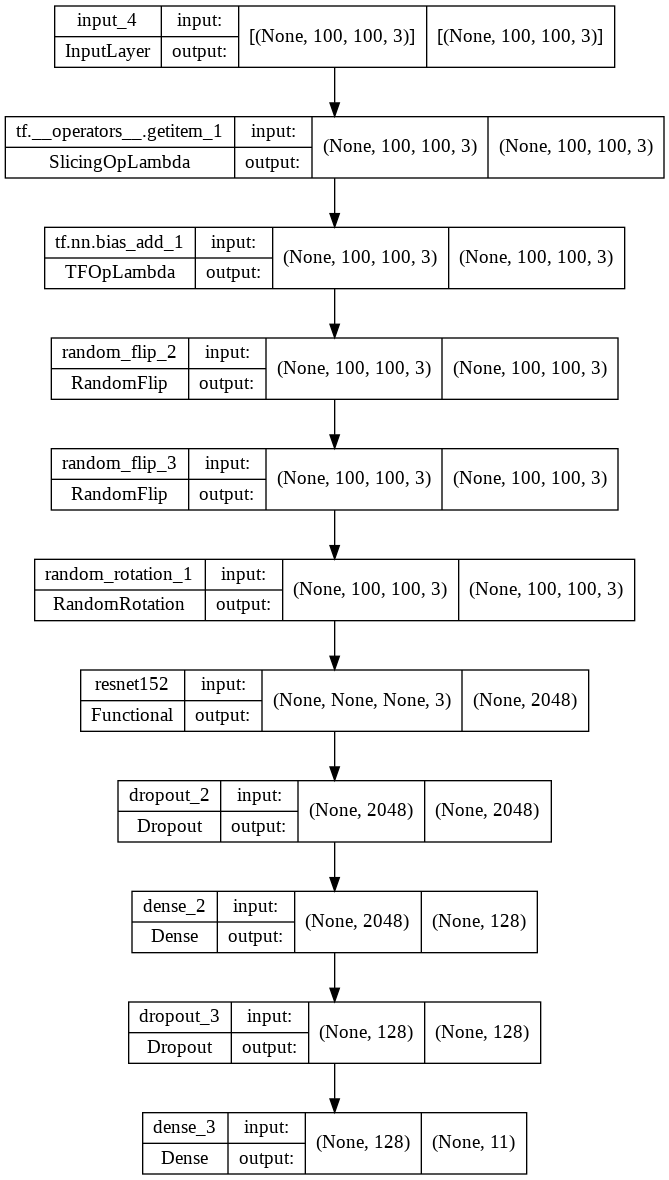 input_4 input: [(None, 100, 100, 3)] [(None, 100, 100, 3)]
InputLayer output:
tf.__operators__.getitem_1 input: (None, 100, 100, 3) (None, 100, 100, 3)
SlicingOpLambda output:
tf.nn.bias_add_1 input: (None, 100, 100, 3) (None, 100, 100, 3)
TFOpLambda output:
random_flip_2 input: (None, 100, 100, 3) (None, 100, 100, 3)
RandomFlip output:
random_flip_3 input: (None, 100, 100, 3) (None, 100, 100, 3)
RandomFlip output:
random_rotation_1 input: (None, 100, 100, 3) (None, 100, 100, 3)
RandomRotation output:
resnet152 input: (None, None, None, 3) (None, 2048)
Functional output:
dropout_2 input: (None, 2048) (None, 2048)
Dropout output:
dense_2 input: (None, 2048) (None, 128)
Dense output:
dropout_3 input: (None, 128) (None, 128)
Dropout output:
dense_3 input: (None, 128) (None, 11)
Dense output: